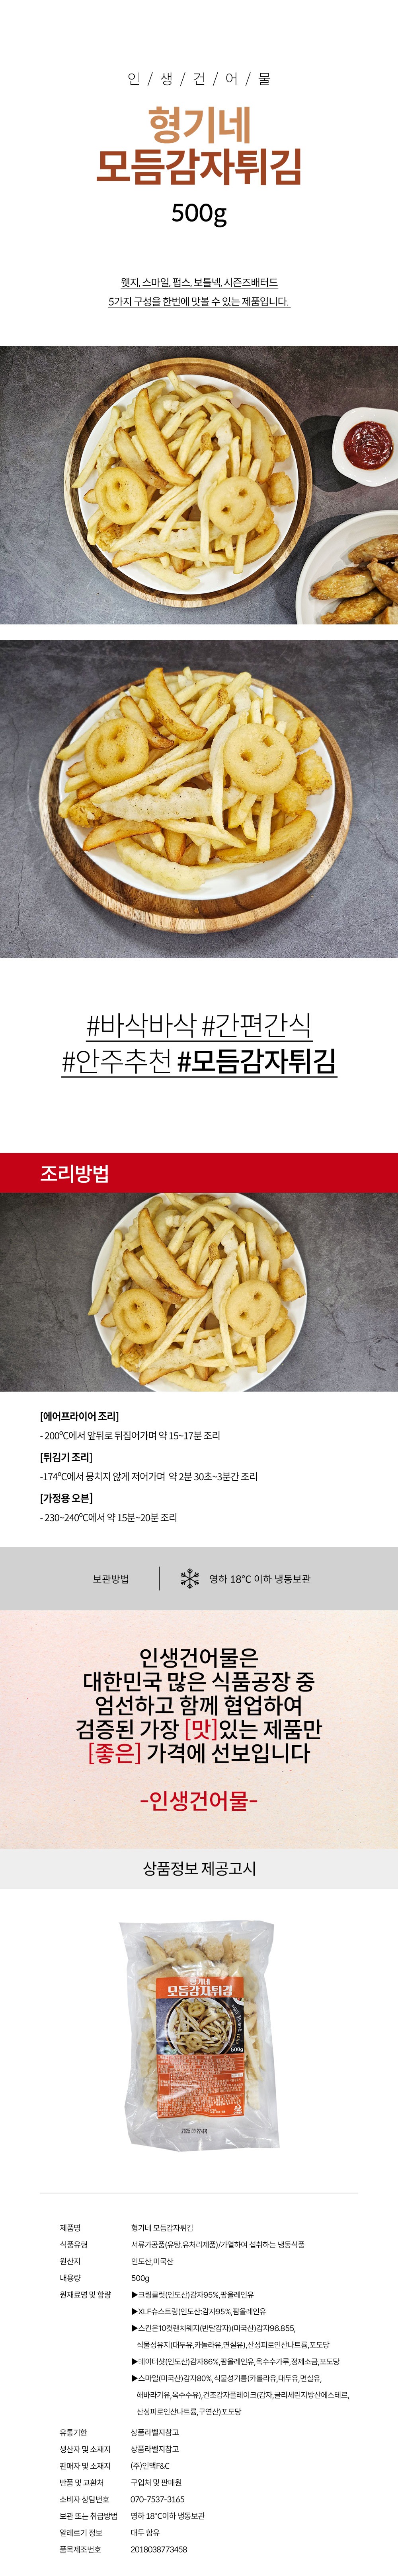 인 / 생 / 건 / 어 / 물
형기네
모듬감자튀김
500g
웻지, 스마일, 펍스, 보틀넥, 시즌즈배터드
5가지 구성을 한번에 맛볼 수 있는 제품입니다.
#바삭바삭 #간편간식
#안주추천 #모듬감자튀김
조리방법
[에어프라이어 조리]
- 200℃에서 앞뒤로 뒤집어가며 약 15~17분 조리
[튀김기 조리]
-174℃에서 뭉치지 않게 저어가며 약 2분 30초~3분간 조리
[가정용 오븐]
- 230~240℃에서 약 15분~20분 조리
보관방법
영하 18℃ 이하 냉동보관
인생건어물은
대한민국 많은 식품공장 중
엄선하고 함께 협업하여
검증된 가장 [맛]있는 제품만
[좋은] 가격에 선보입니다
-인생건어물-
상품정보 제공고시
형기네
모듬감자튀김
500g
제품명 형기네 모듬감자튀김
식품유형 서류가공품(유탕.유처리제품)/가열하여 섭취하는 냉동식품
원산지 인도산,미국산
내용량 500g
원재료명 및 함량 ▶크링클컷(인도산)감자95%,팜올레인유
▶XLF슈스트링(인도산:감자95%,팜올레인유
▶스킨온10컷랜치웨지(반달감자)(미국산)감자96.855,
식물성유지(대두유,카놀라유,면실유),산성피로인산나트륨,포도당
▶테이터샷(인도산)감자86%,팜올레인유,옥수수가루,정제소금,포도당
▶스마일(미국산)감자80%,식물성기름(카롤라유,대두유,면실유,
해바라기유,옥수수유),건조감자플레이크(감자,글리세린지방산에스테르,
산성피로인산나트륨,구연산)포도당
유통기한 상품라벨지참고
생산자 및 소재지 상품라벨지참고
판매자 및 소재지 (주)인맥F&C
반품 및 교환처 구입처 및 판매원
소비자 상담번호 070-7537-3165
보관 또는 취급방법 영하 18℃이하 냉동보관
알레르기 정보 대두 함유
품목제조번호 2018038773458